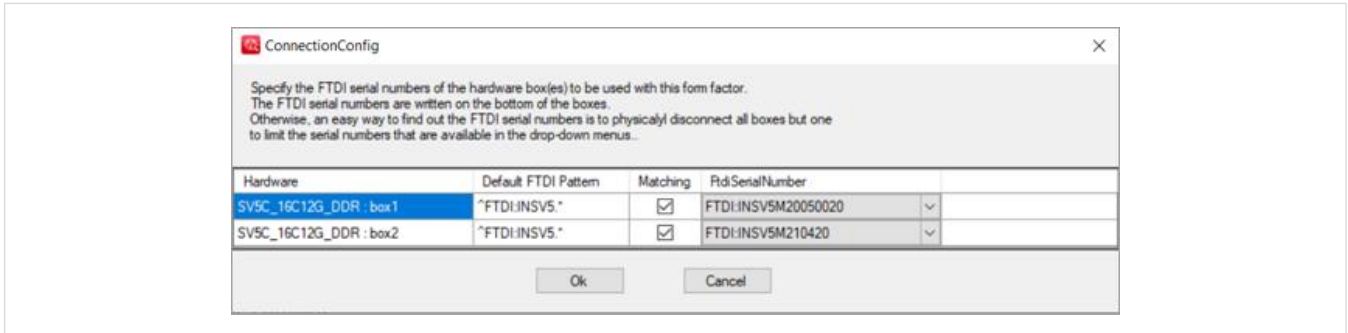 ConnectionConfig
Specify the FTDI serial numbers of the hardware box(es) to be used with this form factor.
The FTDI serial numbers are written on the bottom of the boxes.
Otherwise, an easy way to find out the FTDI serial numbers is to physicalyl disconnect all boxes but one
to limit the serial numbers that are available in the drop-down menus..
Hardware Default FTDI Pattern Matching FtdiSerialNumber
SV5C_16C12G_DDR : box1 ^FTDI:INSV5.* FTDI:INSV5M20050020
SV5C_16C12G_DDR : box2 ^FTDI:INSV5.* FTDI:INSV5M210420
Ok Cancel